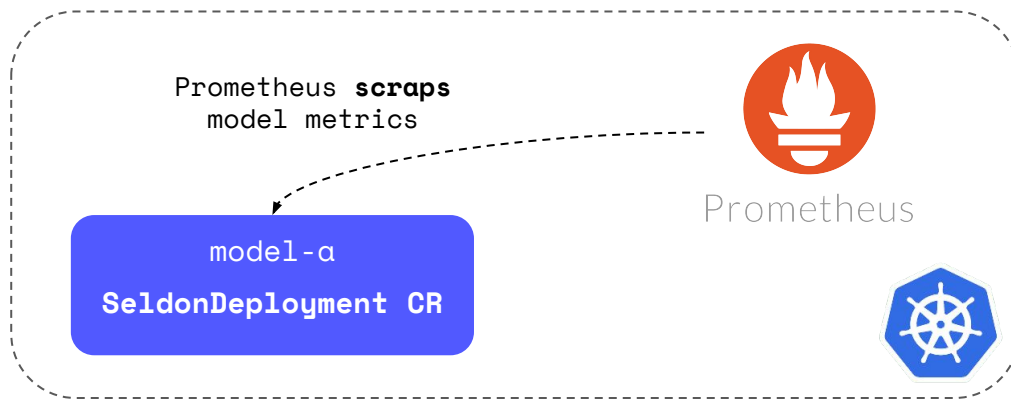 Prometheus scraps
model metrics
Prometheus
model-a
SeldonDeployment CR